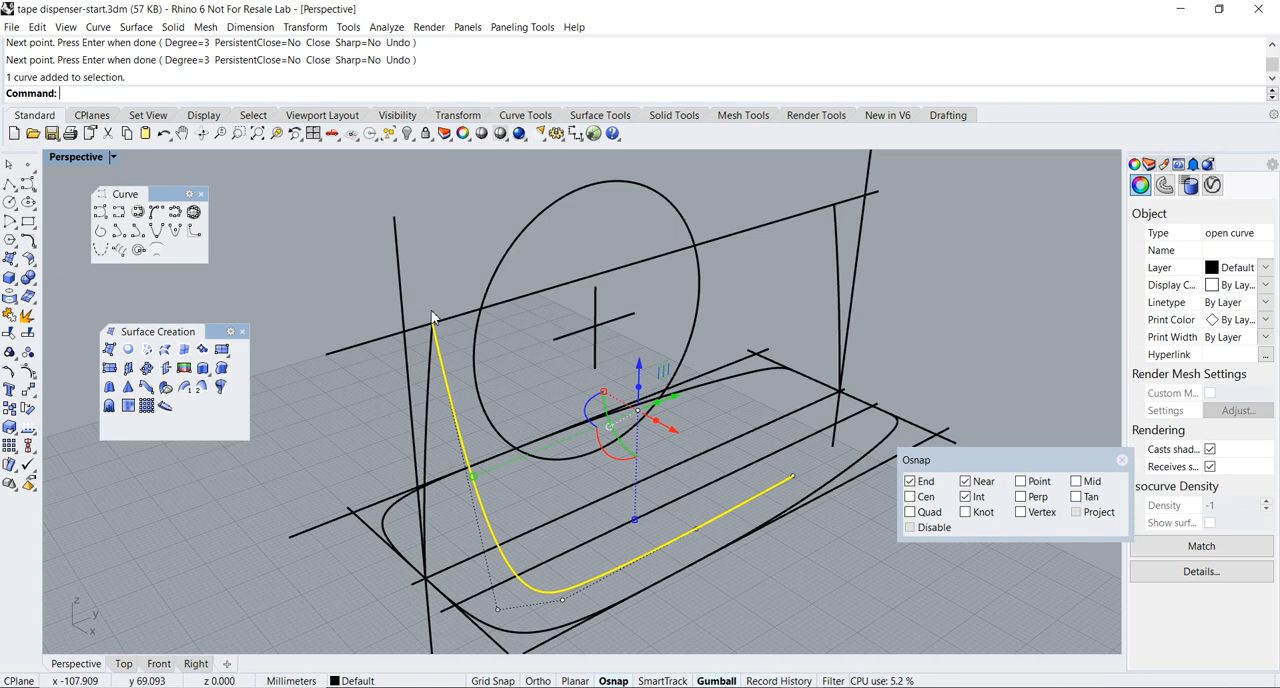 tape dispenser-start.3dm (57 KB) - Rhino 6 Not For Resale Lab - [Perspective]
File Edit View Curve Surface Solid Mesh Dimension Transform Tools Analyze Render Panels Paneling Tools Help
Next point. Press Enter when done ( Degree=3 PersistentClose=No Close Sharp=No Undo )
Next point. Press Enter when done ( Degree=3 PersistentClose=No Close Sharp=No Undo )
1 curve added to selection.
Command:
Standard CPlanes Set View Display Select Viewport Layout Visibility Transform Curve Tools Surface Tools Solid Tools Mesh Tools Render Tools New in V6 Drafting
Perspective
Curve
Surface Creation
1 2
z
y
x
Osnap
End Near Point Mid
Cen Int Perp Tan
Quad Knot Vertex Project
Disable
Object
Type open curve
Name
Layer Default
Display C... By Lay...
Linetype By Layer
Print Color By Lay...
Print Width By Layer
Hyperlink ...
Render Mesh Settings
Custom M...
Settings Adjust...
Rendering
Casts shad...
Receives s...
socurve Density
Density -1
Show surf...
Match
Details...
Perspective Top Front Right
CPlane x -107.909 y 69.093 z 0.000 Millimeters Default Grid Snap Ortho Planar Osnap SmartTrack Gumball Record History Filter CPU use: 5.2 %